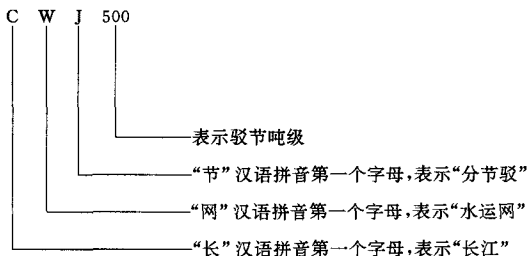 C W J 500
表示驳节吨级
“节”汉语拼音第一个字母,表示“分节驳”
“网”汉语拼音第一个字母,表示“水运网”
“长”汉语拼音第一个字母,表示“长江”